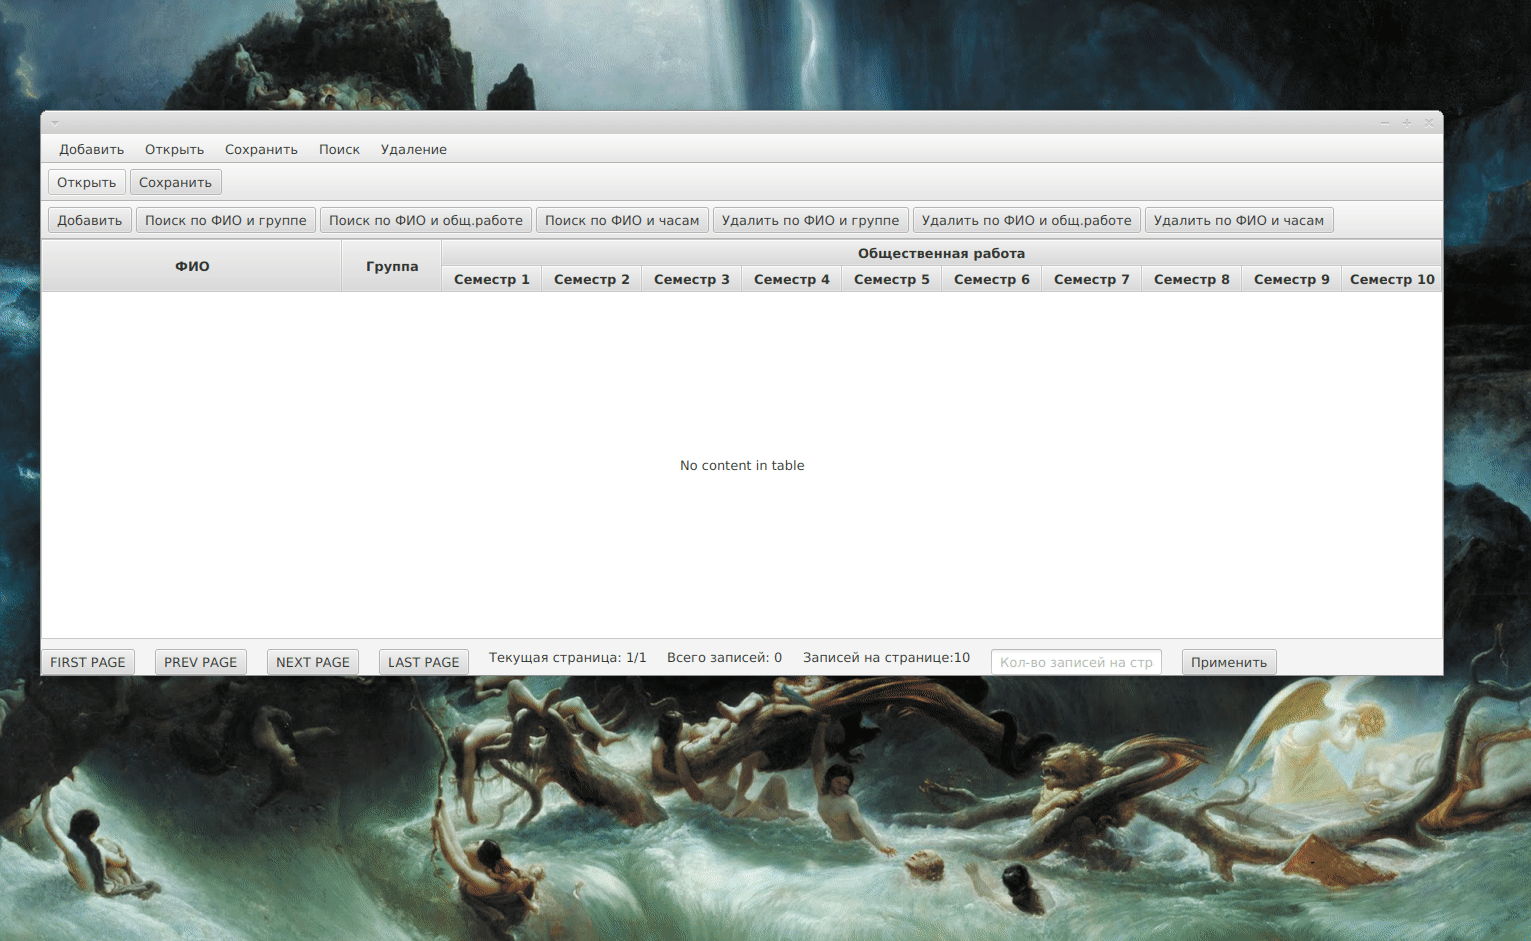 Добавить Открыть Сохранить Поиск Удаление
Открыть Сохранить
Добавить Поиск по ФИО и группе Поиск по ФИО и общ.работе Поиск по ФИО и часам Удалить по ФИО и группе Удалить по ФИО и общ.работе Удалить по ФИО и часам
ФИО Группа Общественная работа
Семестр 1 Семестр 2 Семестр 3 Семестр 4 Семестр 5 Семестр 6 Семестр 7 Семестр 8 Семестр 9 Семестр 10
No content in table
FIRST PAGE PREV PAGE NEXT PAGE LAST PAGE Текущая страница: 1/1 Всего записей: 0 Записей на странице:10 Кол-во записей на стр Применить